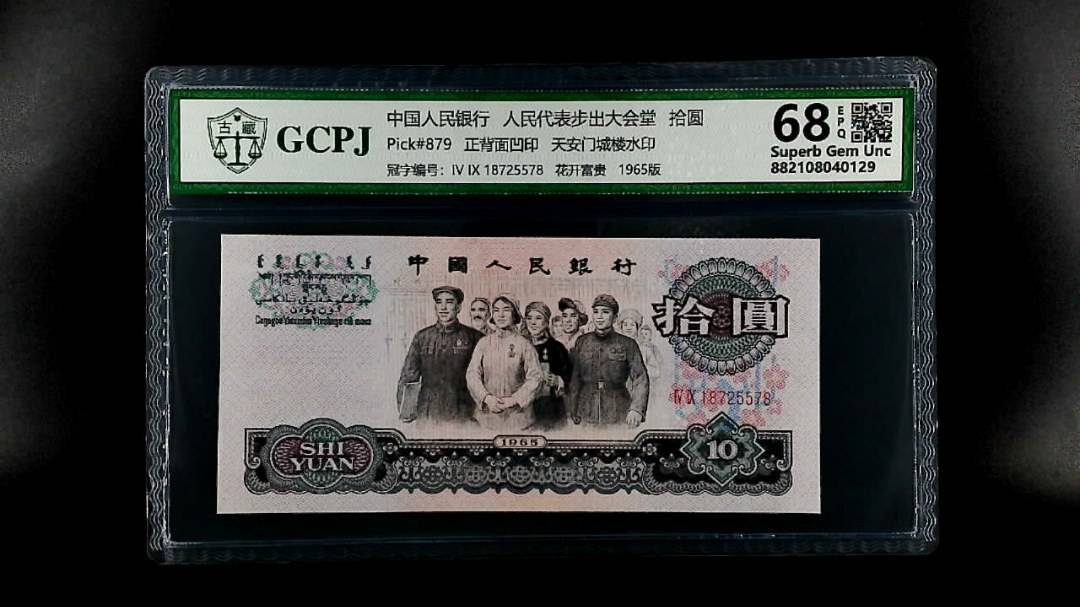 古 藏
GCPJ
中国人民银行 人民代表步出大会堂 拾圆
Pick#879 正背面凹印 天安门城楼水印
冠字编号：IV IX 18725578 花开富贵 1965版
68 EPQ
Superb Gem Unc
882108040129
中國人民銀行
拾圓
IV IX 18725578
1965
SHI
YUAN
10